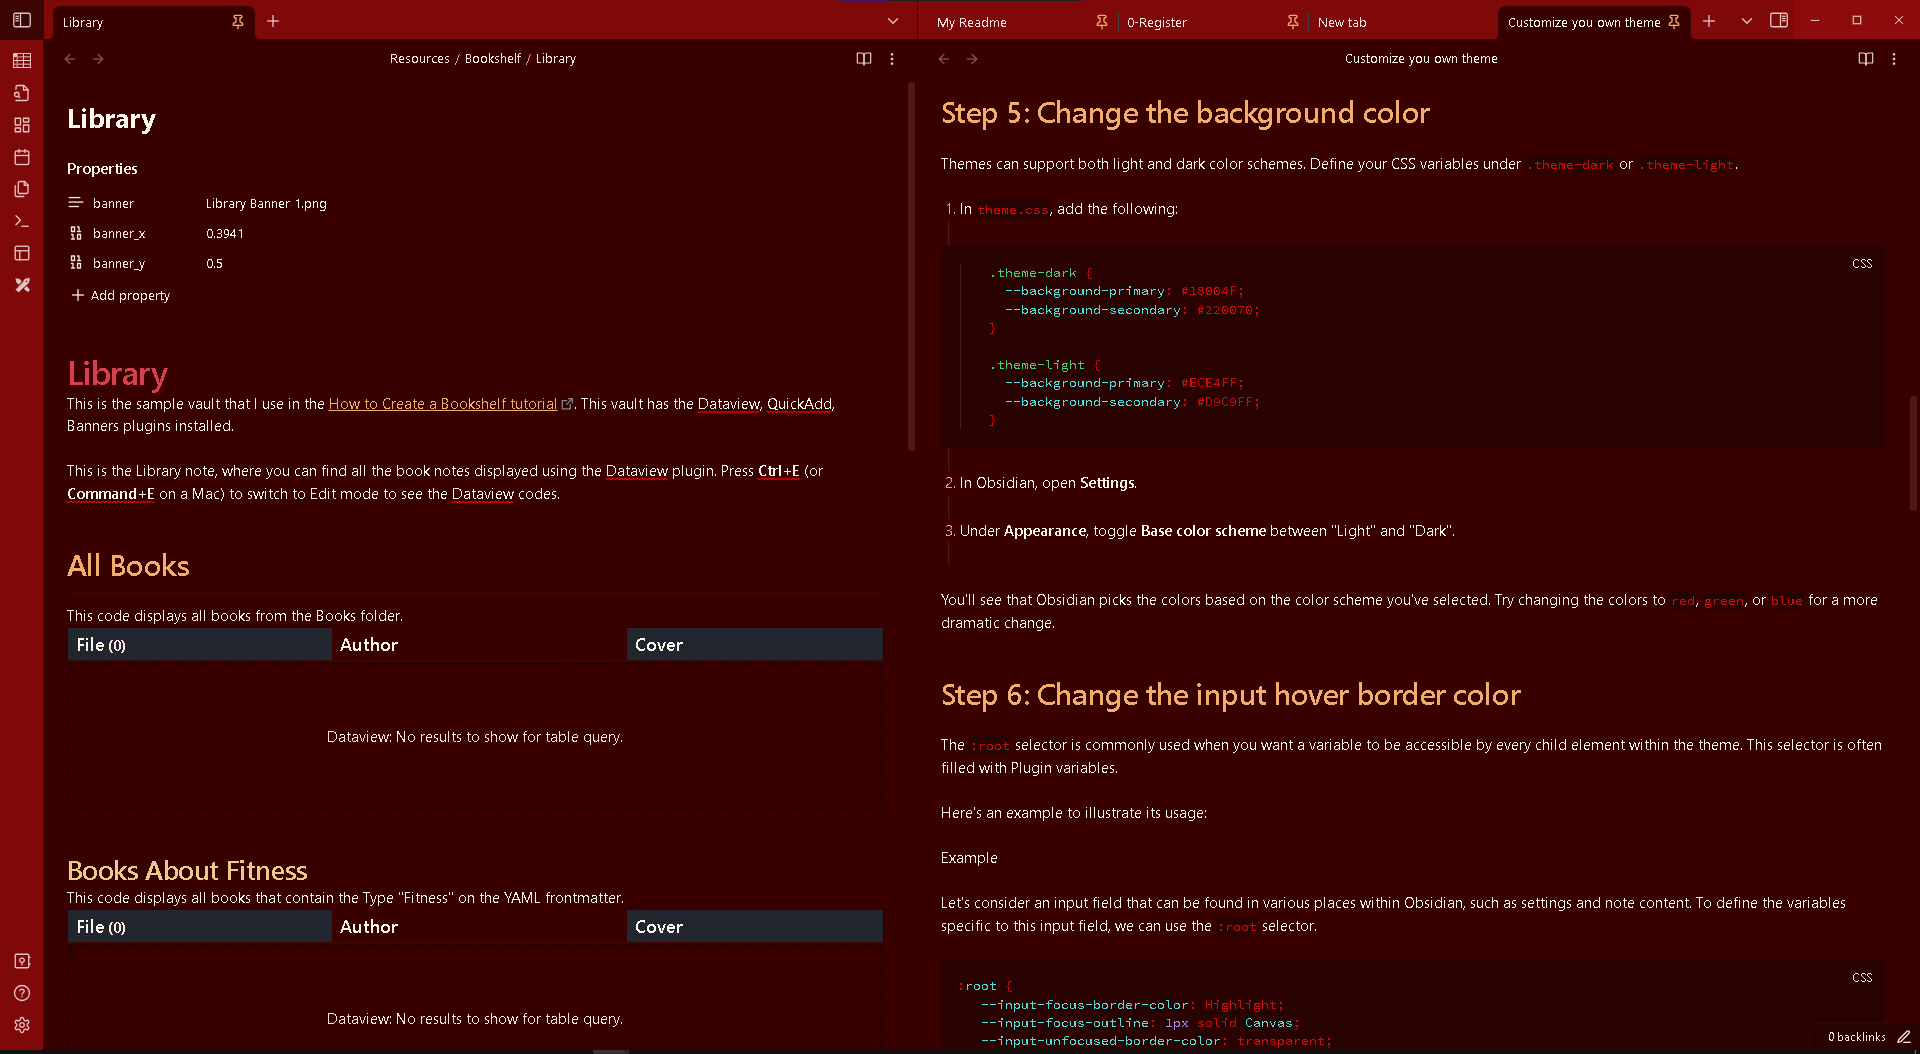 Library
My Readme
0-Register
New tab
Customize you own theme
Resources / Bookshelf / Library
Library
Properties
banner Library Banner 1.png
banner_x 0.3941
banner_y 0.5
Add property
Library
This is the sample vault that I use in the How to Create a Bookshelf tutorial. This vault has the Dataview, QuickAdd,
Banners plugins installed.
This is the Library note, where you can find all the book notes displayed using the Dataview plugin. Press Ctrl+E (or
Command+E on a Mac) to switch to Edit mode to see the Dataview codes.
All Books
This code displays all books from the Books folder.
File (0) Author Cover
Dataview: No results to show for table query.
Books About Fitness
This code displays all books that contain the Type "Fitness" on the YAML frontmatter.
File (0) Author Cover
Dataview: No results to show for table query.
Customize you own theme
Step 5: Change the background color
Themes can support both light and dark color schemes. Define your CSS variables under .theme-dark or .theme-light.
1. In theme.css, add the following:
CSS
.theme-dark {
--background-primary: #18004F;
--background-secondary: #220070;
}
.theme-light {
--background-primary: #ECE4FF;
--background-secondary: #D9C9FF;
}
2. In Obsidian, open Settings.
3. Under Appearance, toggle Base color scheme between "Light" and "Dark".
You'll see that Obsidian picks the colors based on the color scheme you've selected. Try changing the colors to red, green, or blue for a more
dramatic change.
Step 6: Change the input hover border color
The :root selector is commonly used when you want a variable to be accessible by every child element within the theme. This selector is often
filled with Plugin variables.
Here's an example to illustrate its usage:
Example
Let's consider an input field that can be found in various places within Obsidian, such as settings and note content. To define the variables
specific to this input field, we can use the :root selector.
CSS
:root {
--input-focus-border-color: Highlight;
--input-focus-outline: 1px solid Canvas;
--input-unfocused-border-color: transparent;
0 backlinks